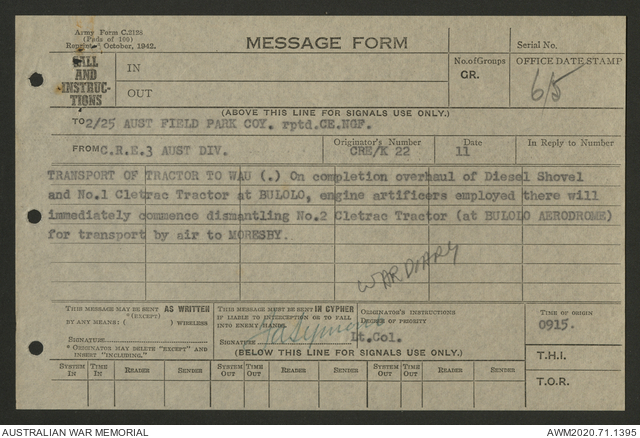 Army Form C.2128
(Pads of 100)
Reprint October, 1942.
MESSAGE FORM
Serial No.
CALL
AND
INSTRUC-
TIONS
IN
OUT
No. of Groups
GR.
OFFICE DATE STAMP
65
(ABOVE THIS LINE FOR SIGNALS USE ONLY.)
TO 2/25 AUST FIELD PARK COY. rptd.CE.NGF.
FROM C.R.E.3 AUST DIV.
Originator's Number
CRE/K 22
Date
11
In Reply to Number
TRANSPORT OF TRACTOR TO WAU (.) On completion overhaul of Diesel Shovel
and No.1 Cletrac Tractor at BULOLO, engine artificers employed there will
immediately commence dismantling No.2 Cletrac Tractor (at BULOLO AERODROME)
for transport by air to MORESBY.
WAR DIARY
THIS MESSAGE MAY BE SENT AS WRITTEN
*(EXCEPT)
BY ANY MEANS: ( ) WIRELESS
SIGNATURE
* ORIGINATOR MAY DELETE "EXCEPT" AND
INSERT "INCLUDING."
THIS MESSAGE MUST BE SENT IN CYPHER
IF LIABLE TO INTERCEPTION OR TO FALL
INTO ENEMY HANDS.
SIGNATURE
Lt.Col.
ORIGINATOR'S INSTRUCTIONS
DEGREE OF PRIORITY
TIME OF ORIGIN
0915.
(BELOW THIS LINE FOR SIGNALS USE ONLY.)
T.H.I.
T.O.R.
SYSTEM IN
TIME IN
READER
SENDER
SYSTEM OUT
TIME OUT
READER
SENDER
SYSTEM OUT
TIME OUT
READER
SENDER
AUSTRALIAN WAR MEMORIAL
AWM2020.71.1395